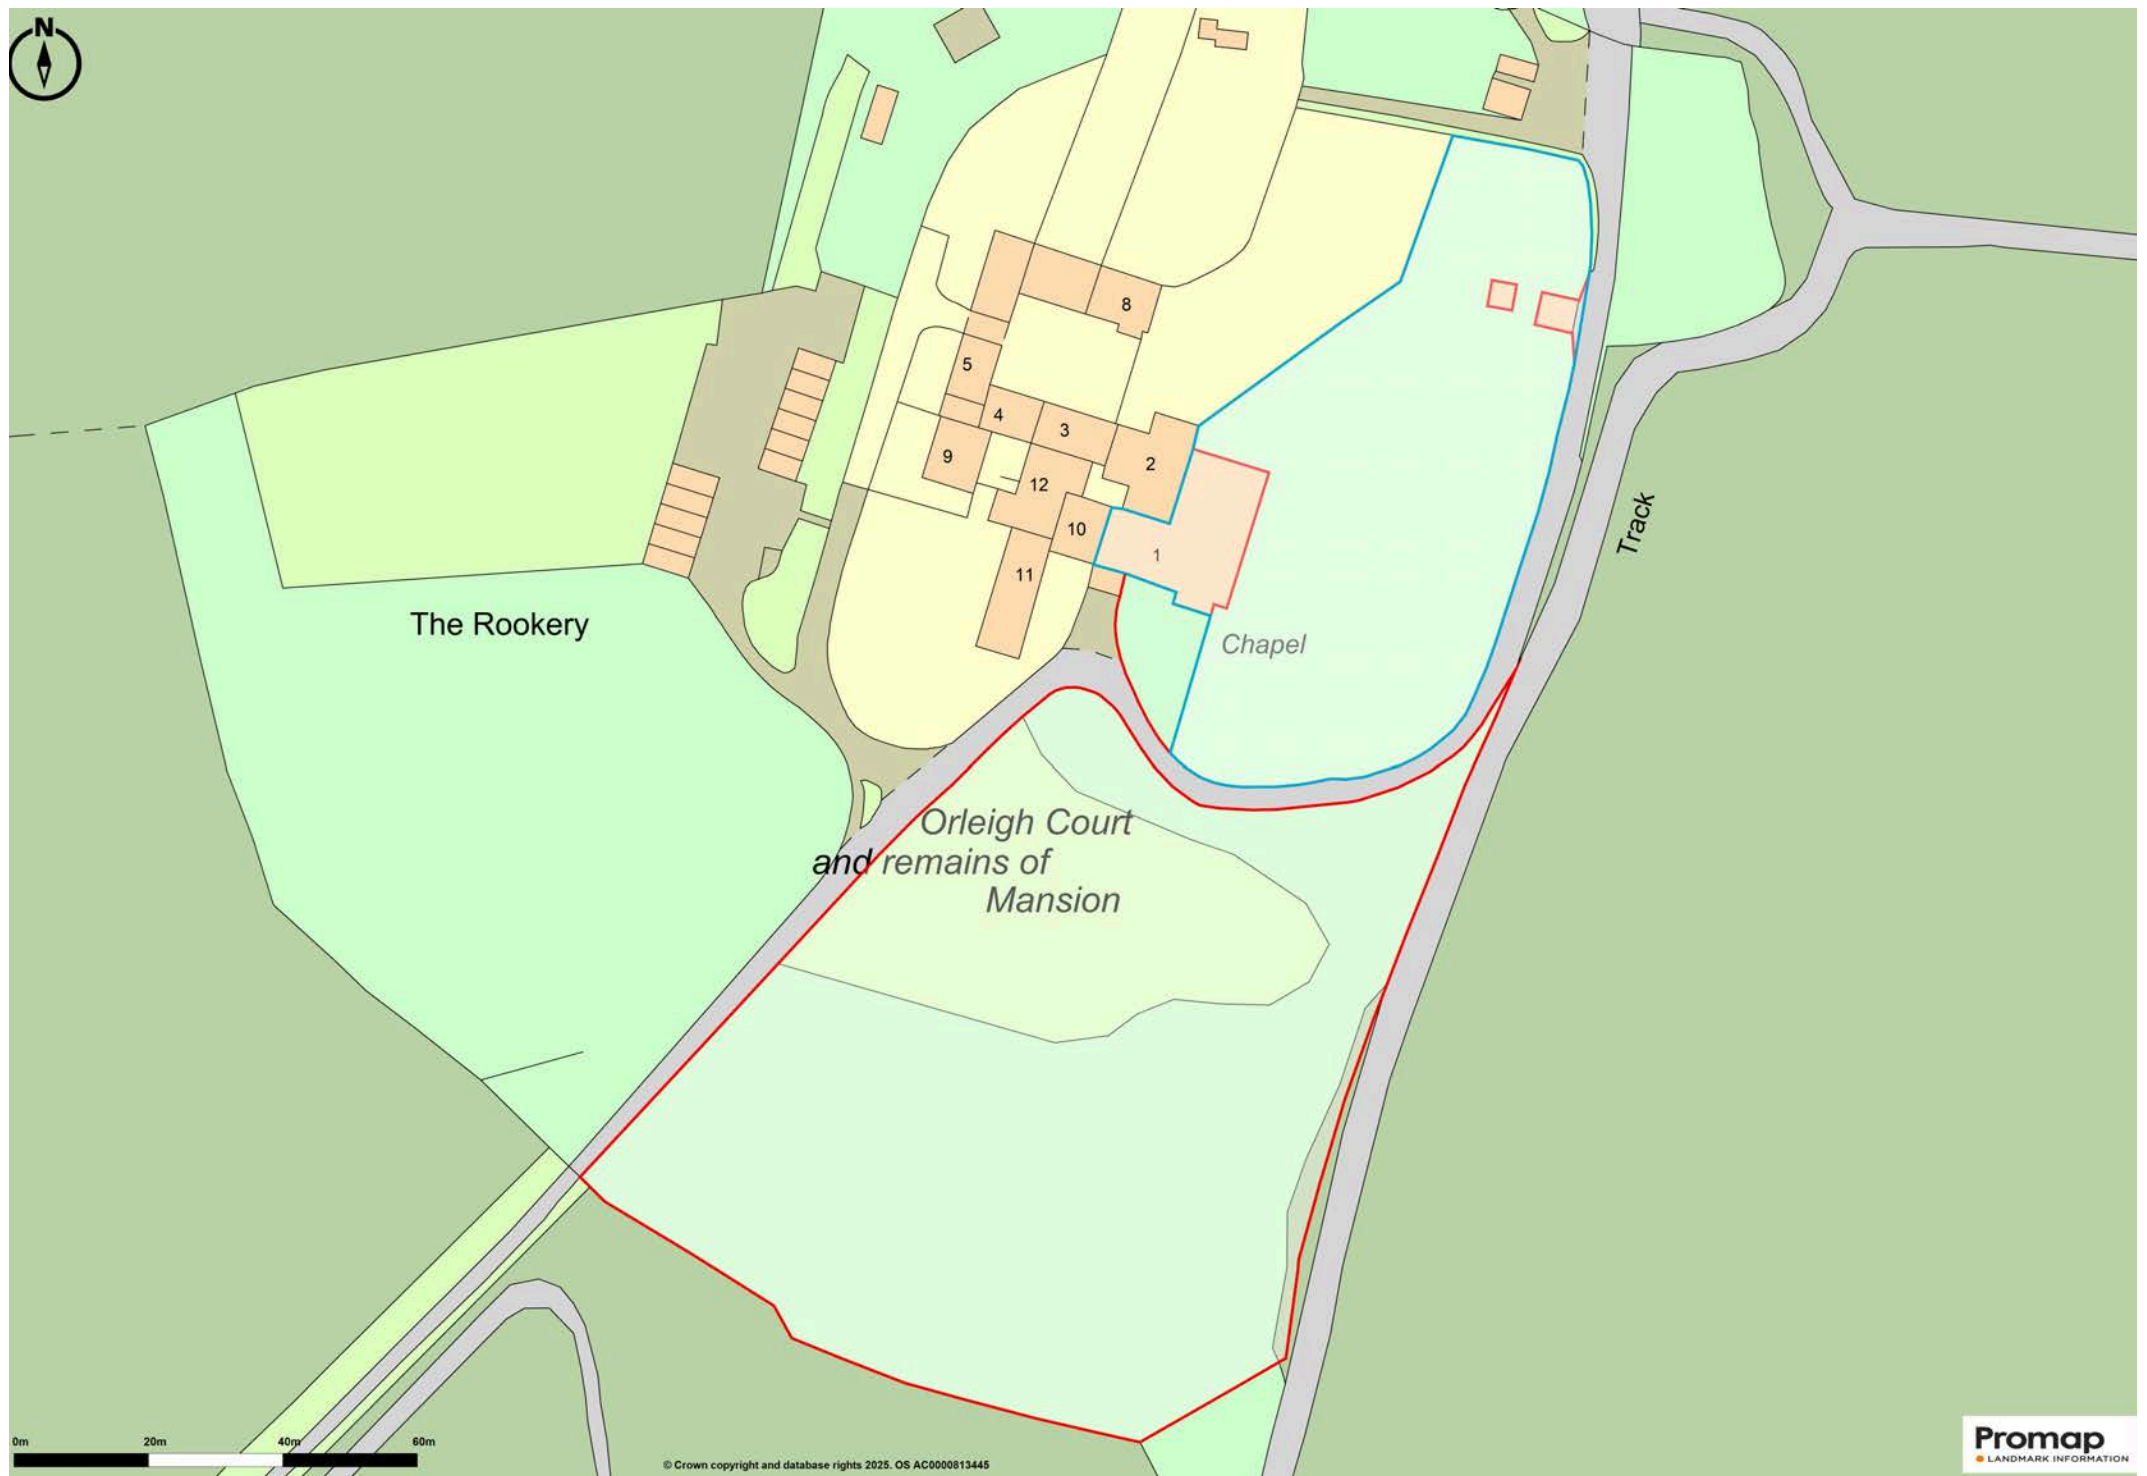 N
8
5
4
3
2
9
12
10
1
11
Track
The Rookery
Chapel
Orleigh Court
and remains of
Mansion
0m 20m 40m 60m
© Crown copyright and database rights 2025. OS AC0000813445
Promap
LANDMARK INFORMATION